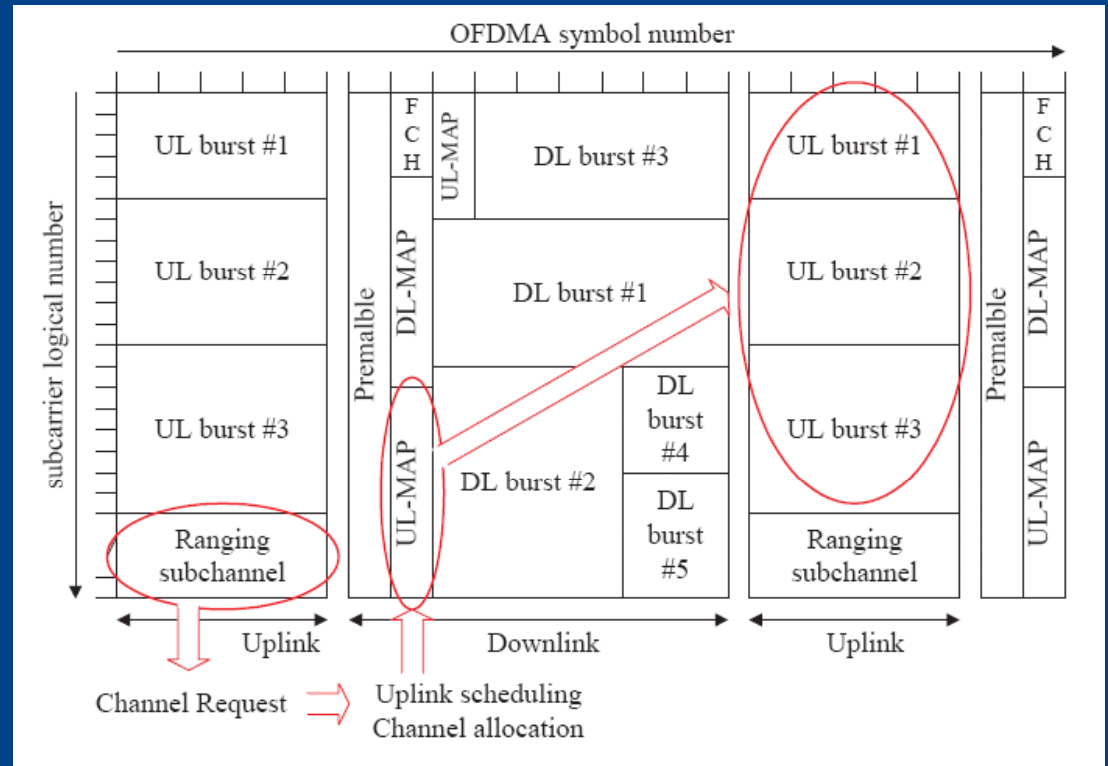 OFDMA symbol number
subcarrier logical number
UL burst #1
UL burst #2
UL burst #3
Ranging
subchannel
Premalble
F
C
H
DL-MAP
UL-MAP
UL-MAP
DL burst #3
DL burst #1
DL burst #2
DL
burst
#4
DL
burst
#5
UL burst #1
UL burst #2
UL burst #3
Ranging
subchannel
Premalble
F
C
H
DL-MAP
UL-MAP
Uplink
Downlink
Uplink
Channel Request
Uplink scheduling
Channel allocation